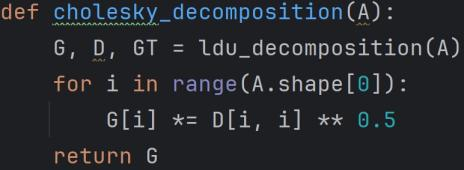 def cholesky_decomposition(A):
    G, D, GT = ldu_decomposition(A)
    for i in range(A.shape[0]):
        G[i] *= D[i, i] ** 0.5
    return G